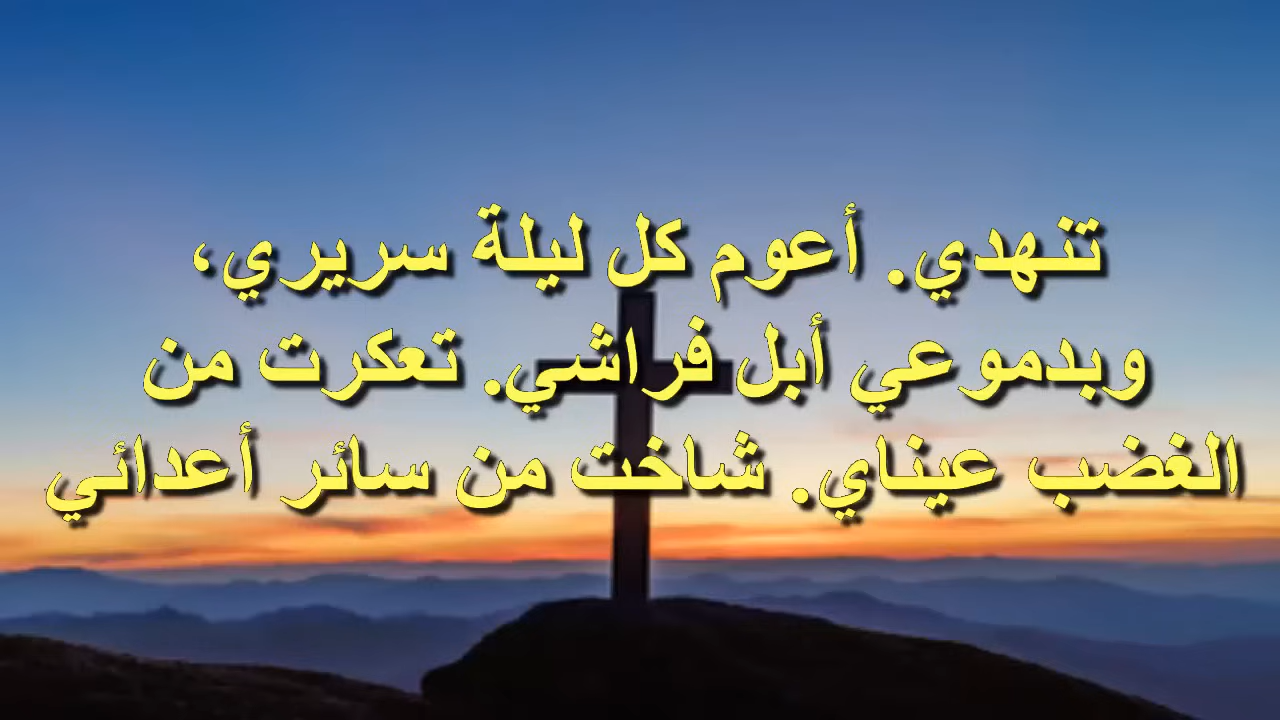 تنهدي. أعوم كل ليلة سريري،
وبدموعي أبل فراشي. تعكرت من
الغضب عيناي. شاخت من سائر أعدائي